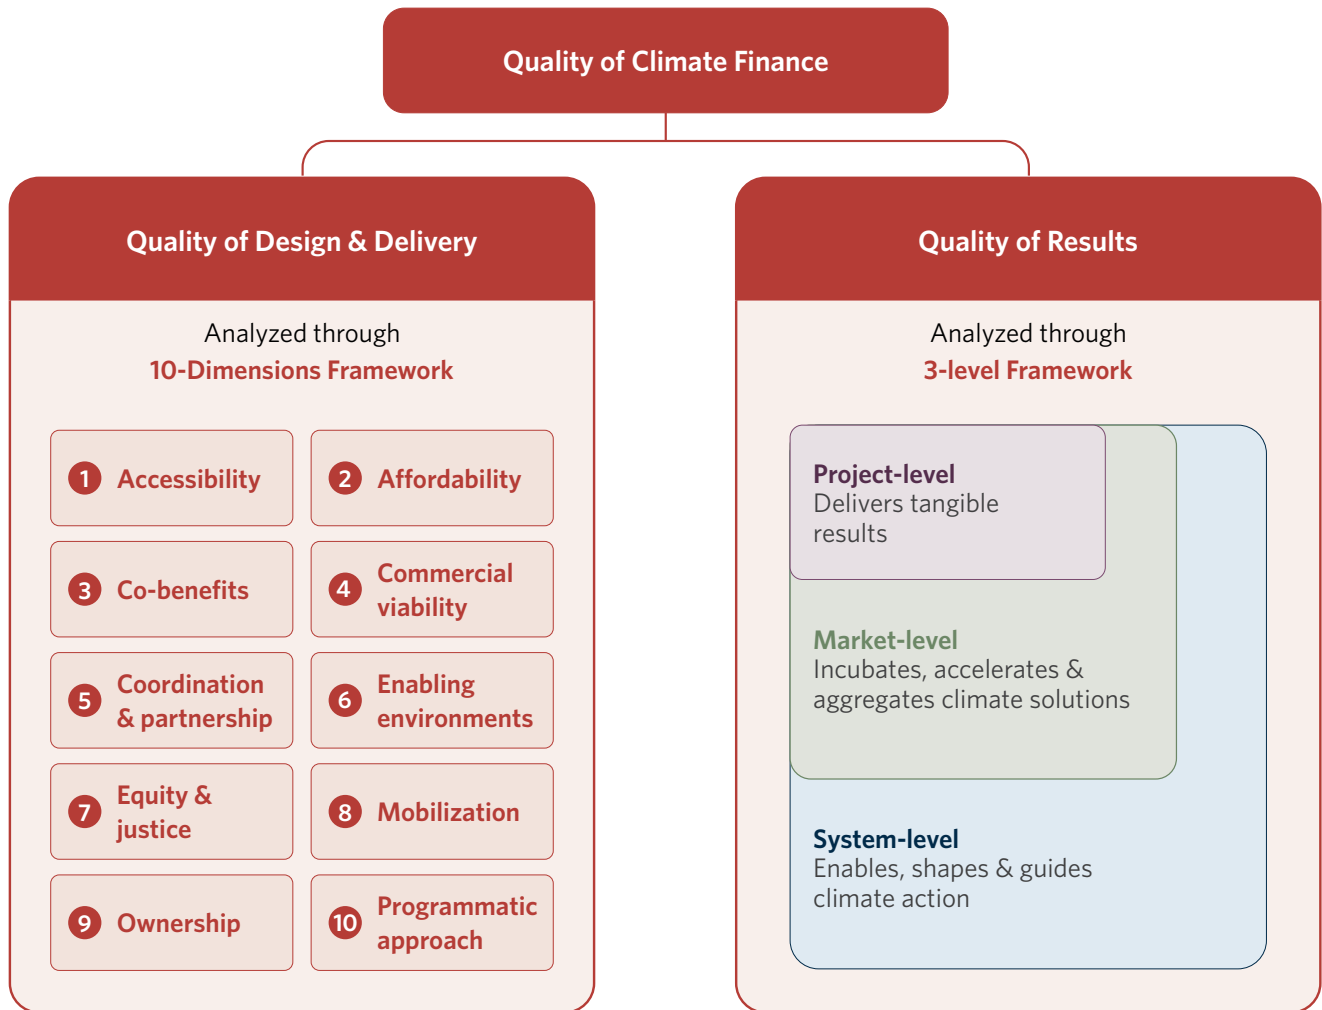 Quality of Climate Finance
Quality of Design & Delivery
Analyzed through
10-Dimensions Framework
1 Accessibility
2 Affordability
3 Co-benefits
4 Commercial
viability
5 Coordination
& partnership
6 Enabling
environments
7 Equity &
justice
8 Mobilization
9 Ownership
10 Programmatic
approach
Quality of Results
Analyzed through
3-level Framework
Project-level
Delivers tangible
results
Market-level
Incubates, accelerates &
aggregates climate solutions
System-level
Enables, shapes & guides
climate action